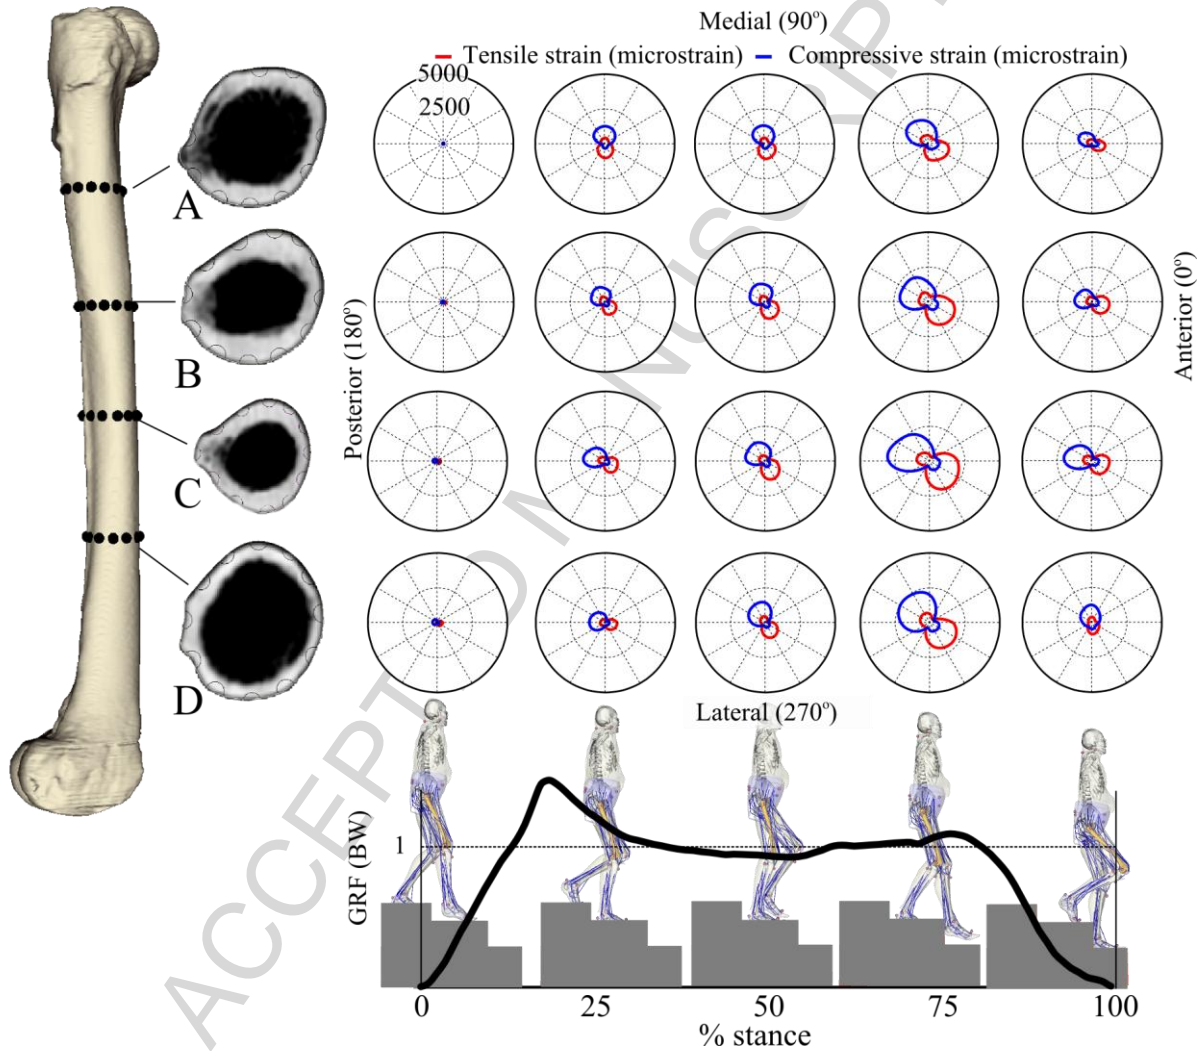 Medial (90°)
Tensile strain (microstrain) Compressive strain (microstrain)
5000
2500
A
B
C
D
Posterior (180°)
Anterior (0°)
Lateral (270°)
GRF (BW)
1
0 25 50 75 100
% stance
ACCEPTED MANUSCRIPT